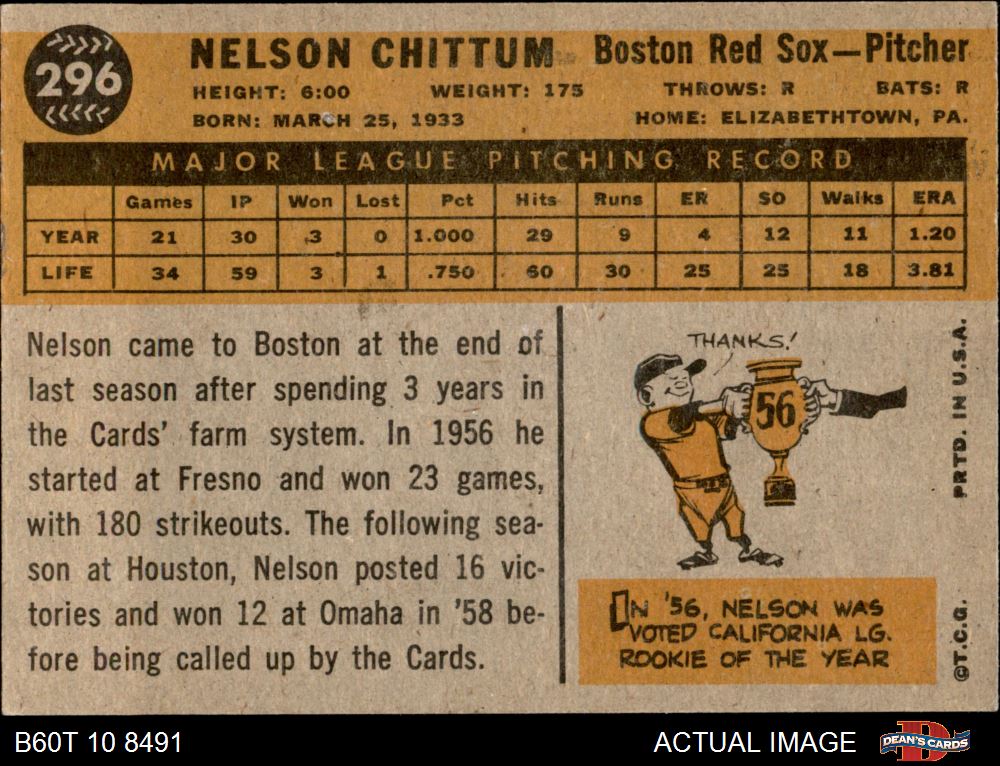 296
NELSON CHITTUM Boston Red Sox—Pitcher
HEIGHT: 6:00 WEIGHT: 175 THROWS: R BATS: R
BORN: MARCH 25, 1933 HOME: ELIZABETHTOWN, PA.
MAJOR LEAGUE PITCHING RECORD
Games IP Won Lost Pct Hits Runs ER SO Walks ERA
YEAR 21 30 3 0 1.000 29 9 4 12 11 1.20
LIFE 34 59 3 1 .750 60 30 25 25 18 3.81
Nelson came to Boston at the end of
last season after spending 3 years in
the Cards' farm system. In 1956 he
started at Fresno and won 23 games,
with 180 strikeouts. The following sea-
son at Houston, Nelson posted 16 vic-
tories and won 12 at Omaha in '58 be-
fore being called up by the Cards.
THANKS!
56
IN '56, NELSON WAS
VOTED CALIFORNIA LG.
ROOKIE OF THE YEAR
PRTD. IN U.S.A.
©T.C.G.
B60T 10 8491 ACTUAL IMAGE
D
DEAN'S CARDS